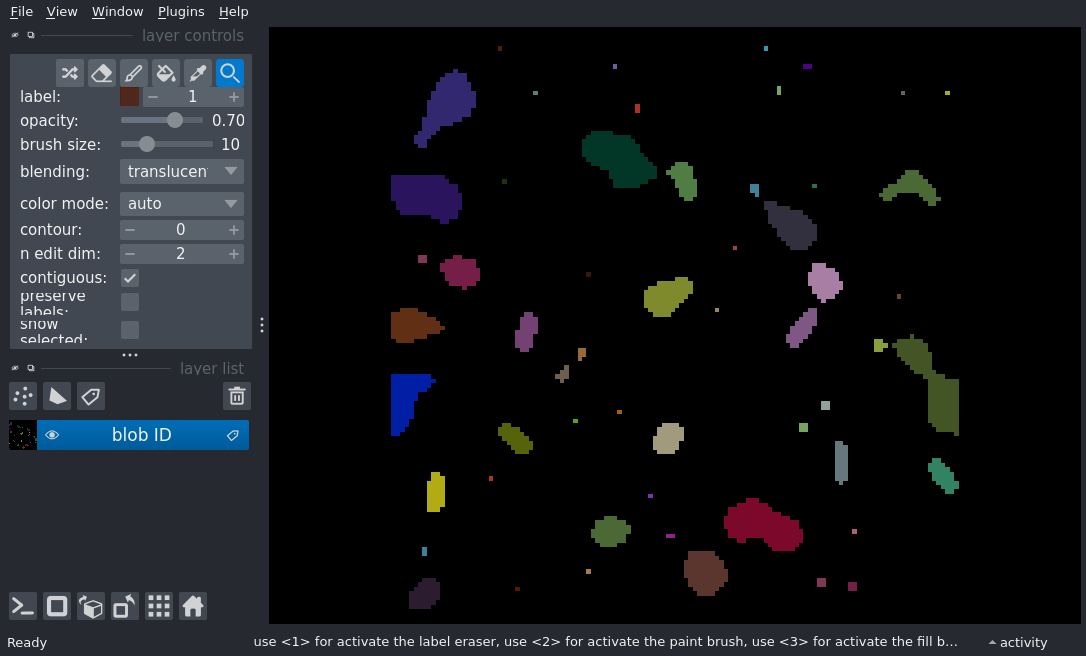 File View Window Plugins Help
layer controls
label: 1
opacity: 0.70
brush size: 10
blending: translucen
color mode: auto
contour: 0
n edit dim: 2
contiguous:
preserve
labels:
show
selected:
layer list
blob ID
Ready use <1> for activate the label eraser, use <2> for activate the paint brush, use <3> for activate the fill b... activity